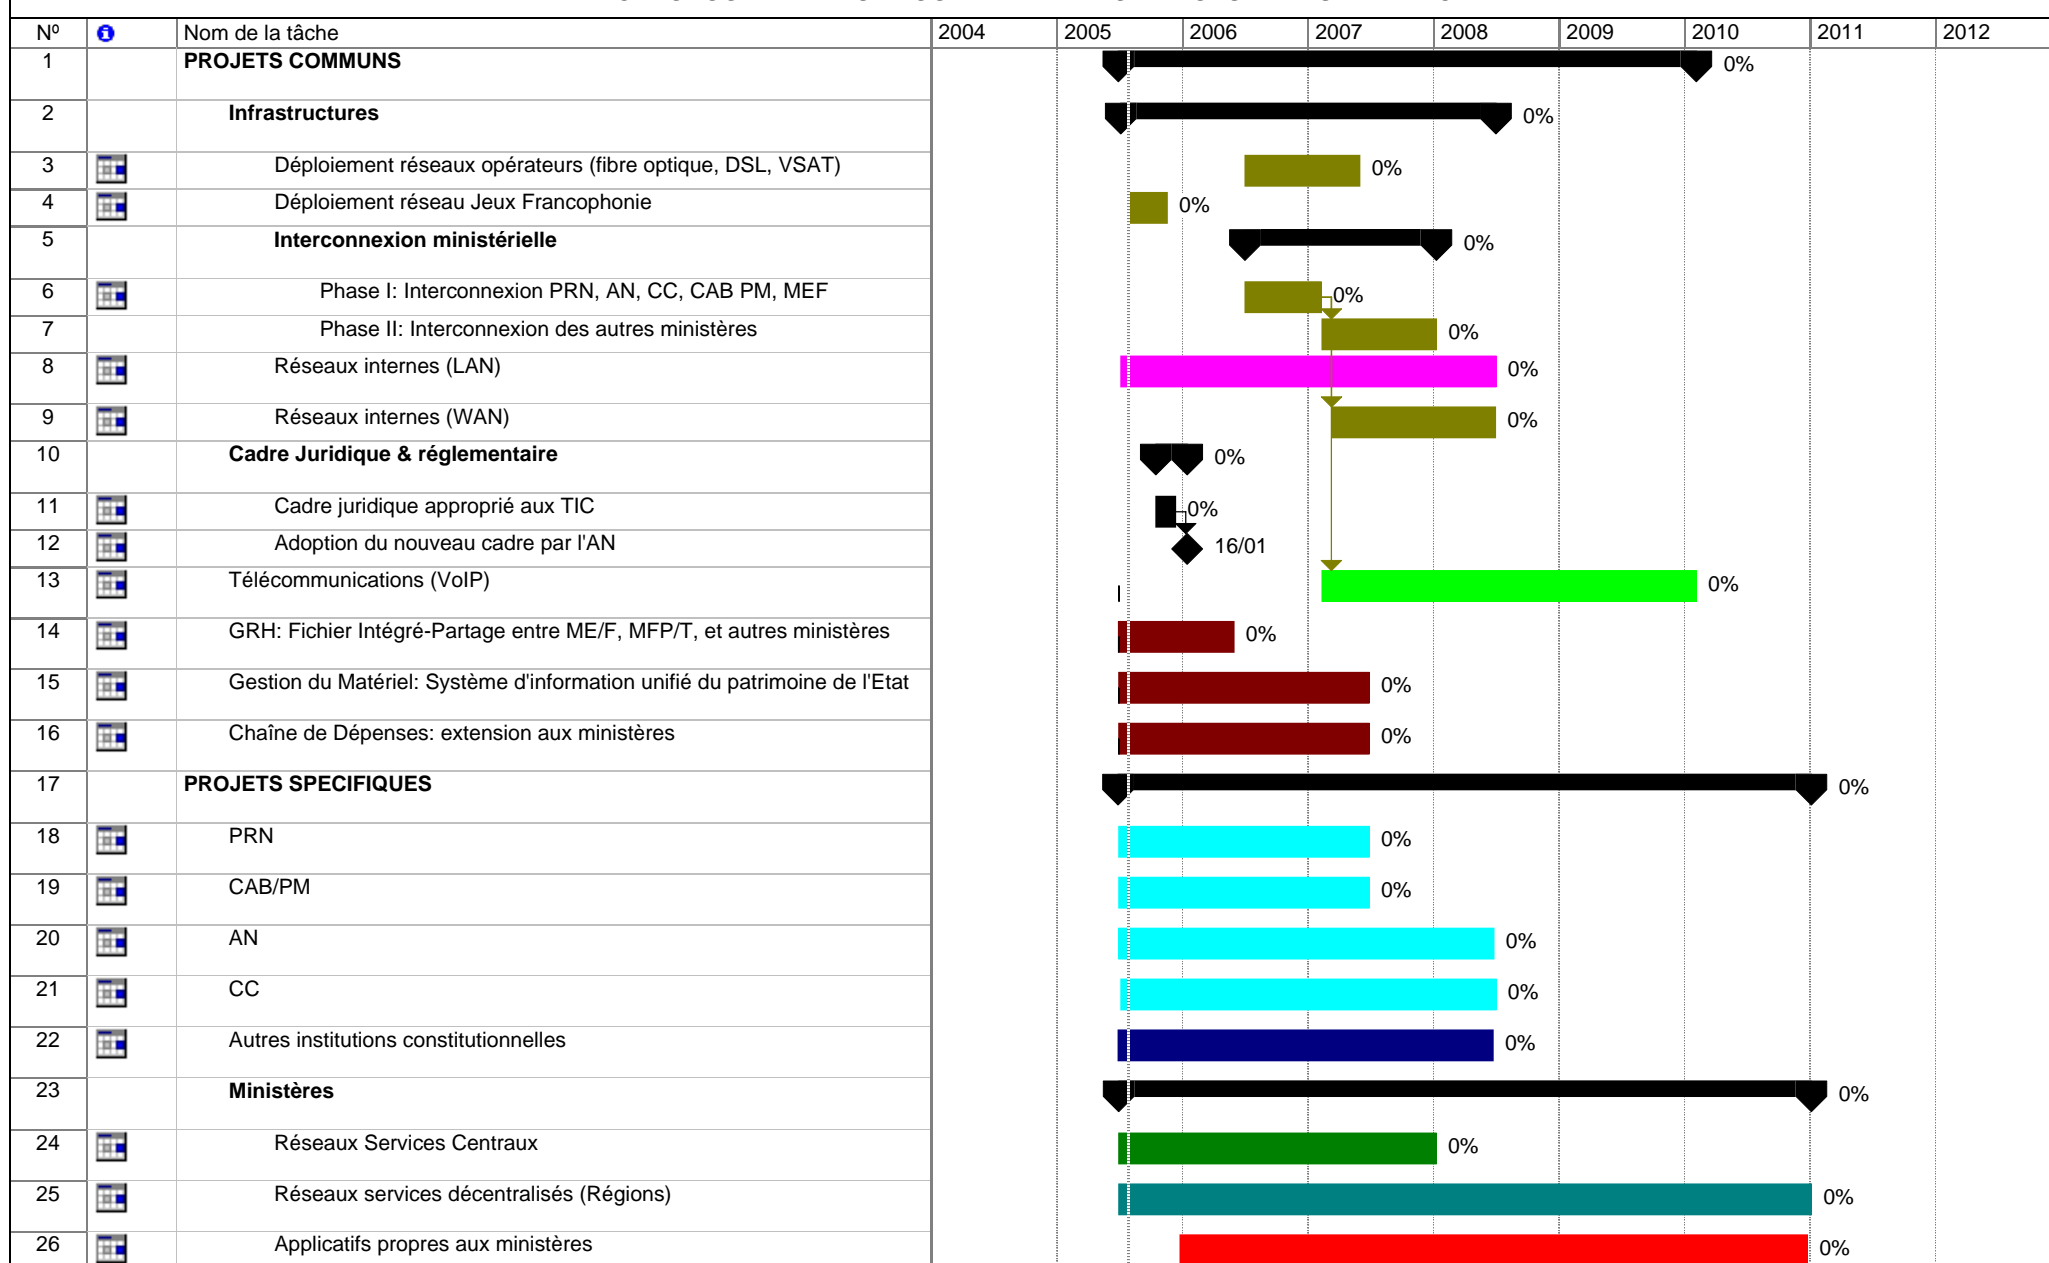 Nº Nom de la tâche 2004 2005 2006 2007 2008 2009 2010 2011 2012
1 PROJETS COMMUNS 0%
2 Infrastructures 0%
3 Déploiement réseaux opérateurs (fibre optique, DSL, VSAT) 0%
4 Déploiement réseau Jeux Francophonie 0%
5 Interconnexion ministérielle 0%
6 Phase I: Interconnexion PRN, AN, CC, CAB PM, MEF 0%
7 Phase II: Interconnexion des autres ministères 0%
8 Réseaux internes (LAN) 0%
9 Réseaux internes (WAN) 0%
10 Cadre Juridique & réglementaire 0%
11 Cadre juridique approprié aux TIC 0%
12 Adoption du nouveau cadre par l'AN 16/01
13 Télécommunications (VoIP) 0%
14 GRH: Fichier Intégré-Partage entre ME/F, MFP/T, et autres ministères 0%
15 Gestion du Matériel: Système d'information unifié du patrimoine de l'Etat 0%
16 Chaîne de Dépenses: extension aux ministères 0%
17 PROJETS SPECIFIQUES 0%
18 PRN 0%
19 CAB/PM 0%
20 AN 0%
21 CC 0%
22 Autres institutions constitutionnelles 0%
23 Ministères 0%
24 Réseaux Services Centraux 0%
25 Réseaux services décentralisés (Régions) 0%
26 Applicatifs propres aux ministères 0%